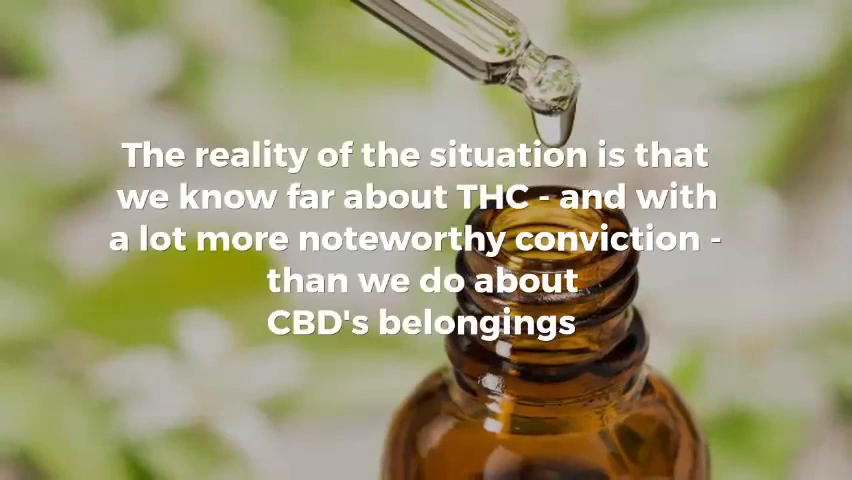 The reality of the situation is that
we know far about THC - and with
a lot more noteworthy conviction -
than we do about
CBD's belongings